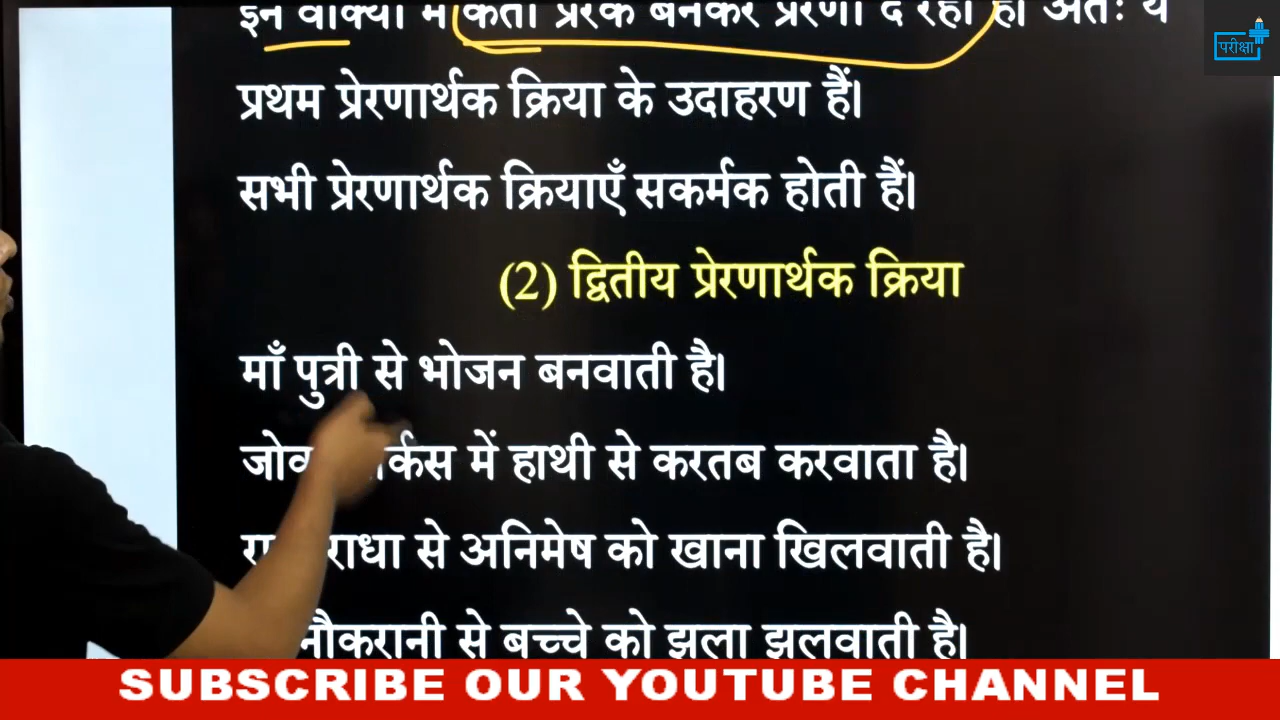 इन वाक्यों में कर्ता प्रेरक बनकर प्रेरणा दे रहा है। अतः ये
परीक्षा
प्रथम प्रेरणार्थक क्रिया के उदाहरण हैं।
सभी प्रेरणार्थक क्रियाएँ सकर्मक होती हैं।
(2) द्वितीय प्रेरणार्थक क्रिया
माँ पुत्री से भोजन बनवाती है।
में हाथी से करतब करवाता है।
राधा से अनिमेष को खाना खिलवाती है।
नौकरानी से बच्चे को झूला झुलवाती है।
SUBSCRIBE OUR YOUTUBE CHANNEL